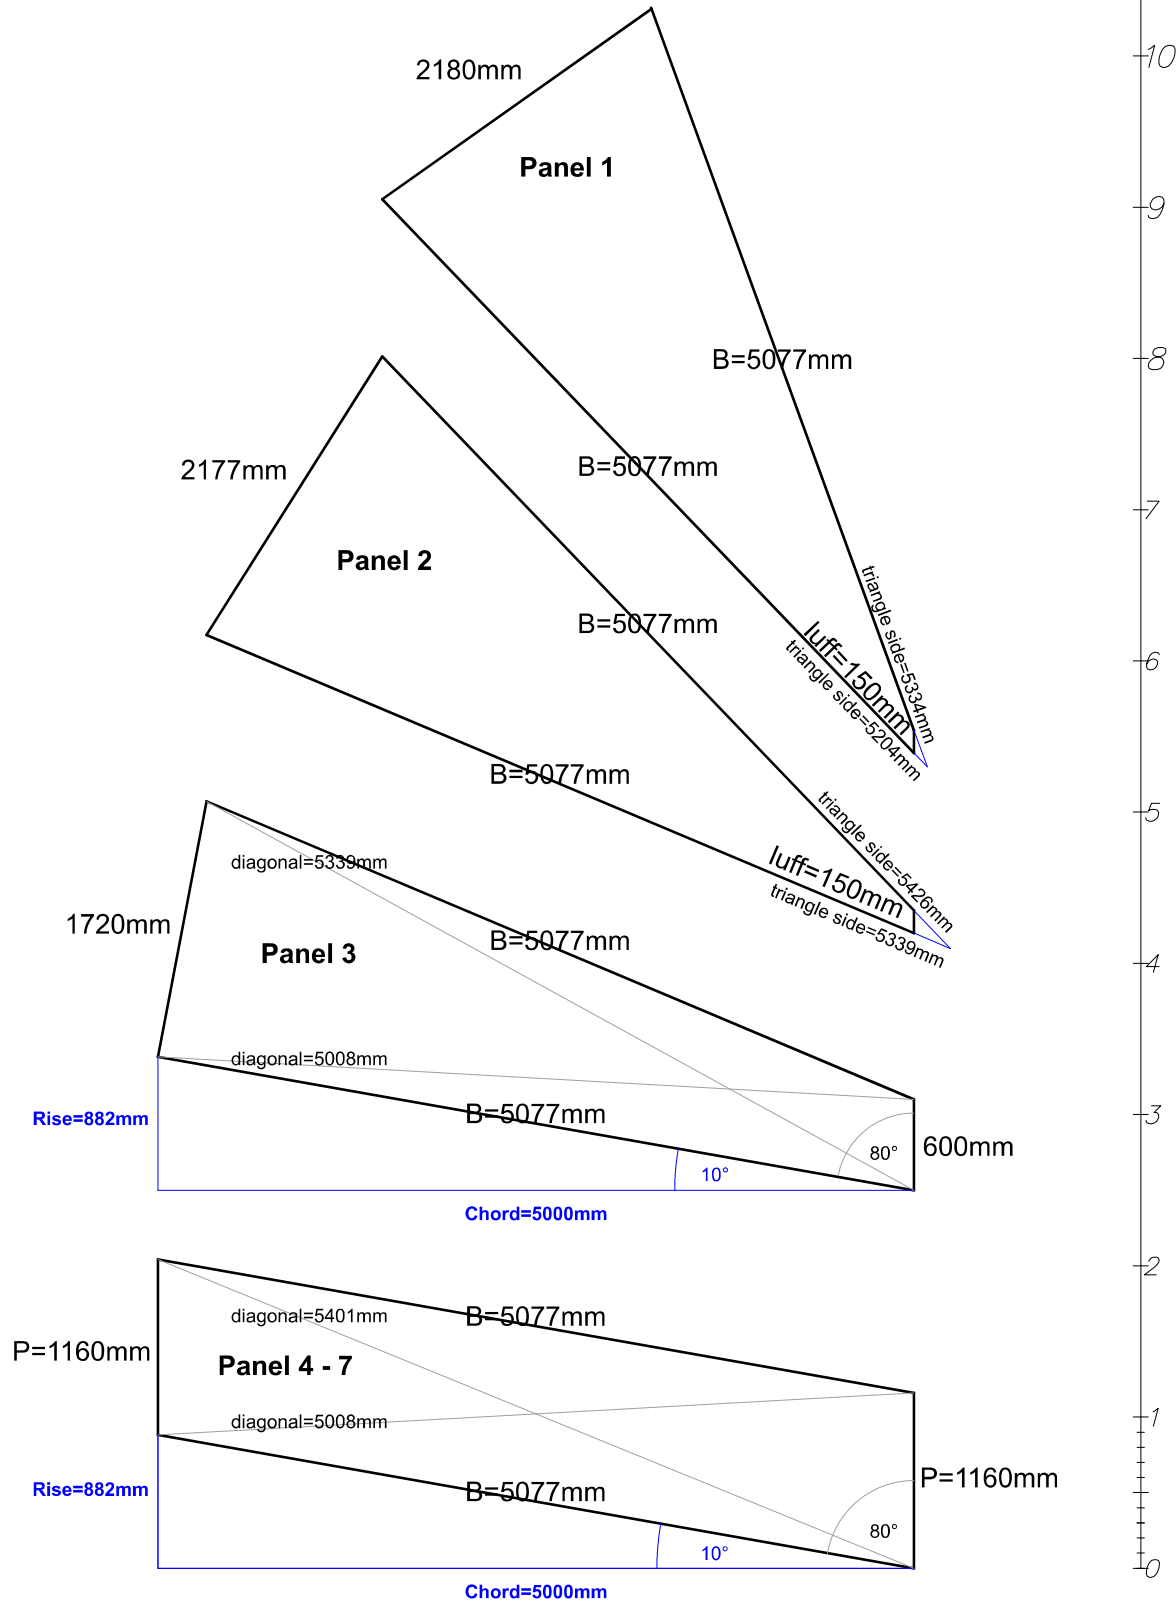 10
2180mm
Panel 1
9
8
B=5077mm
B=5077mm
2177mm
7
Panel 2
triangle side=5334mm
luff=150mm
triangle side=5204mm
B=5077mm
6
B=5077mm
triangle side=5426mm
luff=150mm
triangle side=5339mm
5
diagonal=5339mm
1720mm
B=5077mm
Panel 3
4
diagonal=5008mm
Rise=882mm
B=5077mm
3
80°
600mm
10°
Chord=5000mm
2
diagonal=5401mm
B=5077mm
P=1160mm
Panel 4 - 7
diagonal=5008mm
1
P=1160mm
Rise=882mm
B=5077mm
80°
10°
0
Chord=5000mm